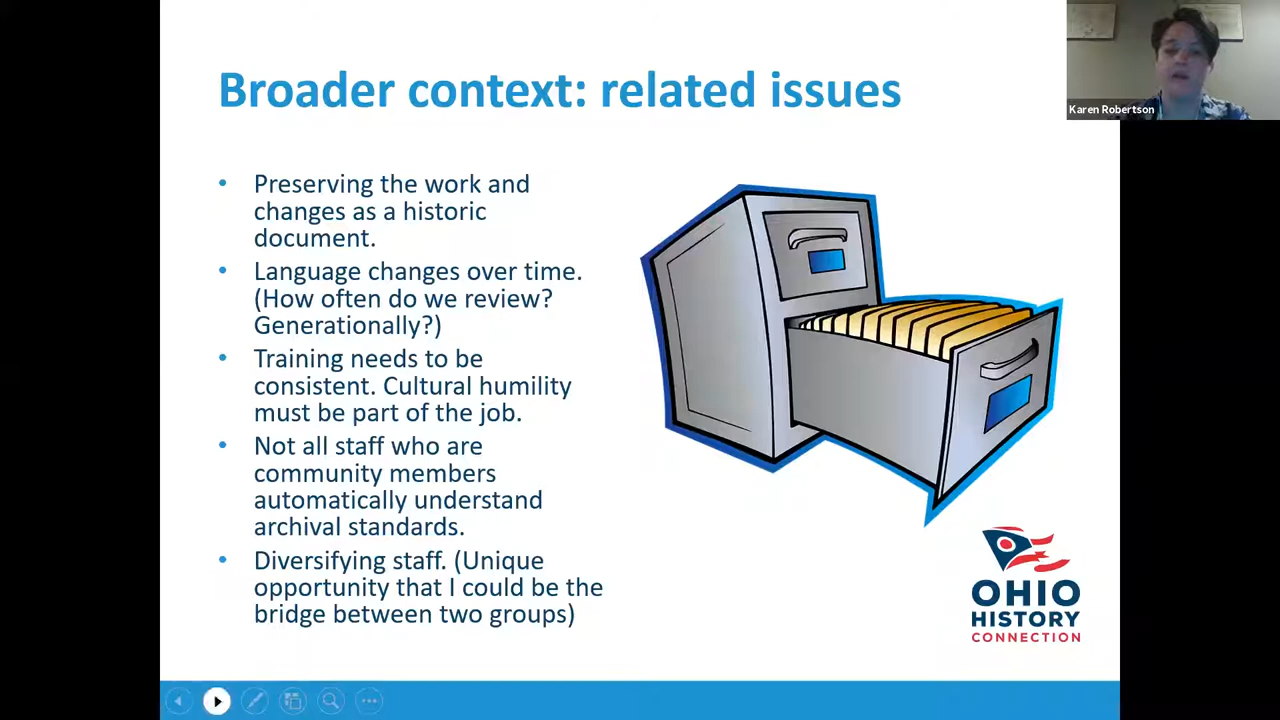 Broader context: related issues
Karen Robertson
• Preserving the work and
changes as a historic
document.
• Language changes over time.
(How often do we review?
Generationally?)
• Training needs to be
consistent. Cultural humility
must be part of the job.
• Not all staff who are
community members
automatically understand
archival standards.
• Diversifying staff. (Unique
opportunity that I could be the
bridge between two groups)
OHIO
HISTORY
CONNECTION